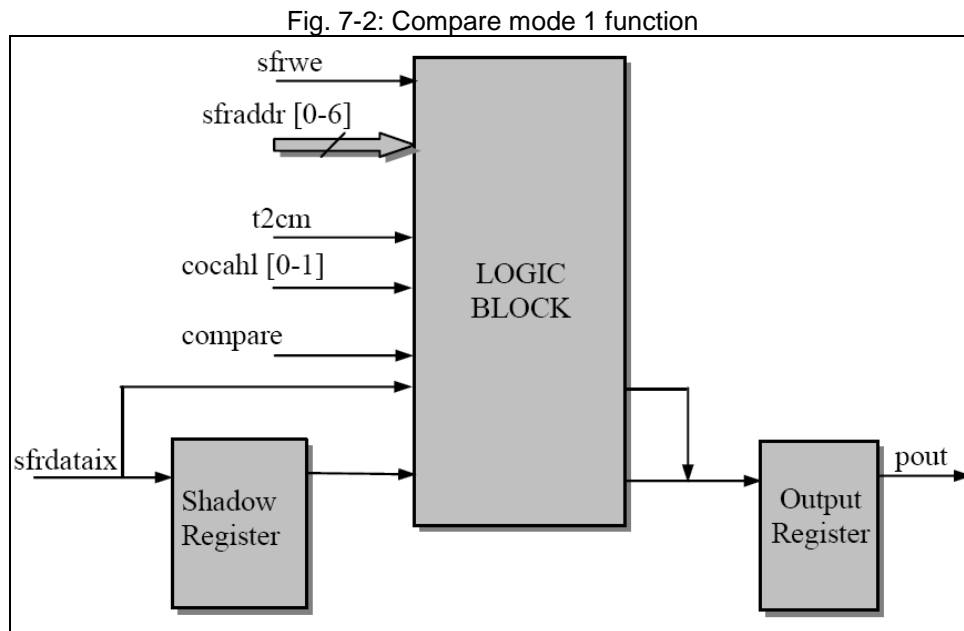 Fig. 7-2: Compare mode 1 function
sfrwe
sfraddr [0-6]
t2cm
cocahl [0-1]
compare
LOGIC
BLOCK
sfrdataix
Shadow
Register
Output
Register
pout